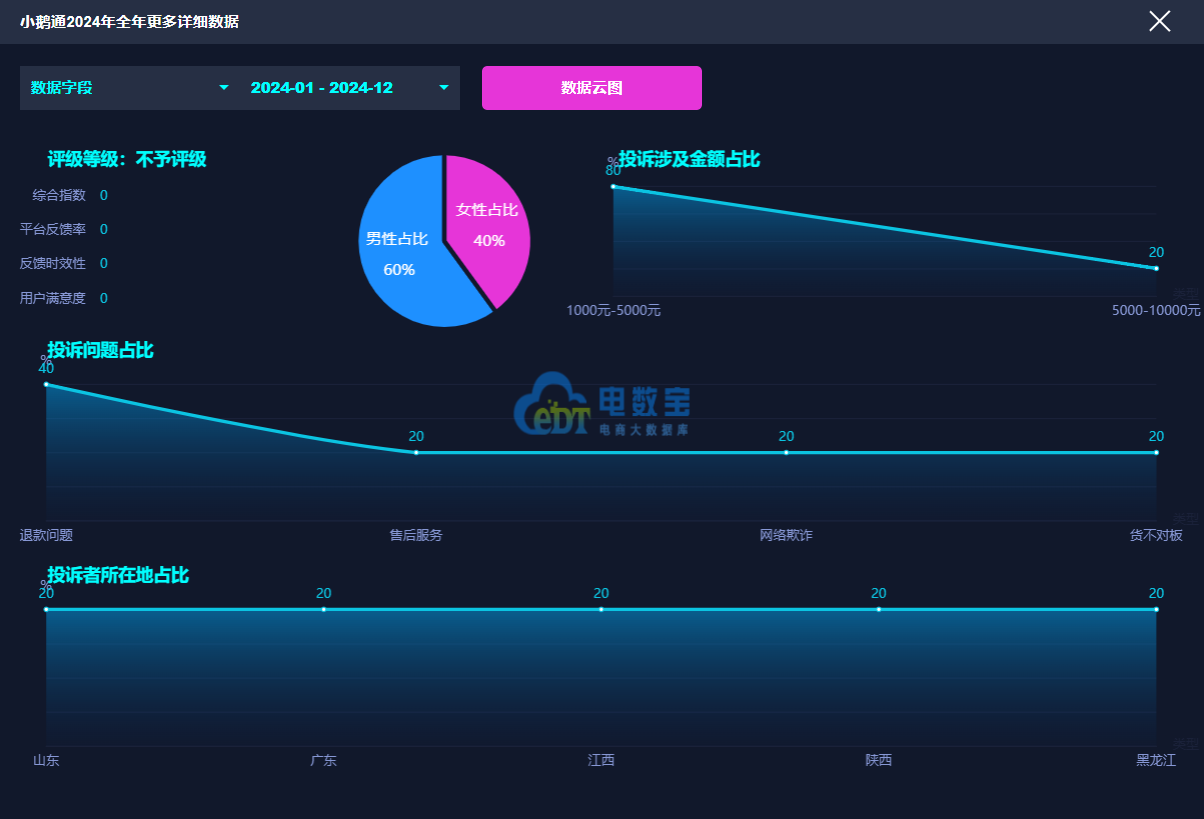 小鹅通2024年全年更多详细数据
数据字段
2024-01 - 2024-12
数据云图
评级等级：不予评级
综合指数 0
平台反馈率 0
反馈时效性 0
用户满意度 0
男性占比
60%
女性占比
40%
投诉涉及金额占比
%
80
20
类型
1000元-5000元
5000-10000元
投诉问题占比
%
40
20
20
20
类型
退款问题
售后服务
网络欺诈
货不对板
eDT
电数宝
电商大数据库
投诉者所在地占比
%
20
20
20
20
20
类型
山东
广东
江西
陕西
黑龙江